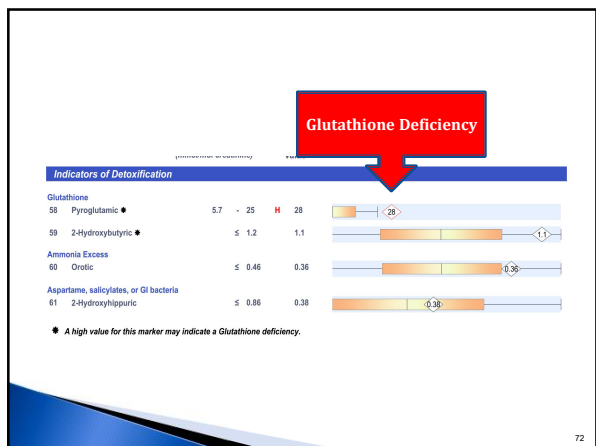 Glutathione Deficiency
Indicators of Detoxification
Glutathione
58 Pyroglutamic ✸ 5.7 - 25 H 28 28
59 2-Hydroxybutyric ✸ ≤ 1.2 1.1 1.1
Ammonia Excess
60 Orotic ≤ 0.46 0.36 0.36
Aspartame, salicylates, or GI bacteria
61 2-Hydroxyhippuric ≤ 0.86 0.38 0.38
✸ A high value for this marker may indicate a Glutathione deficiency.
72